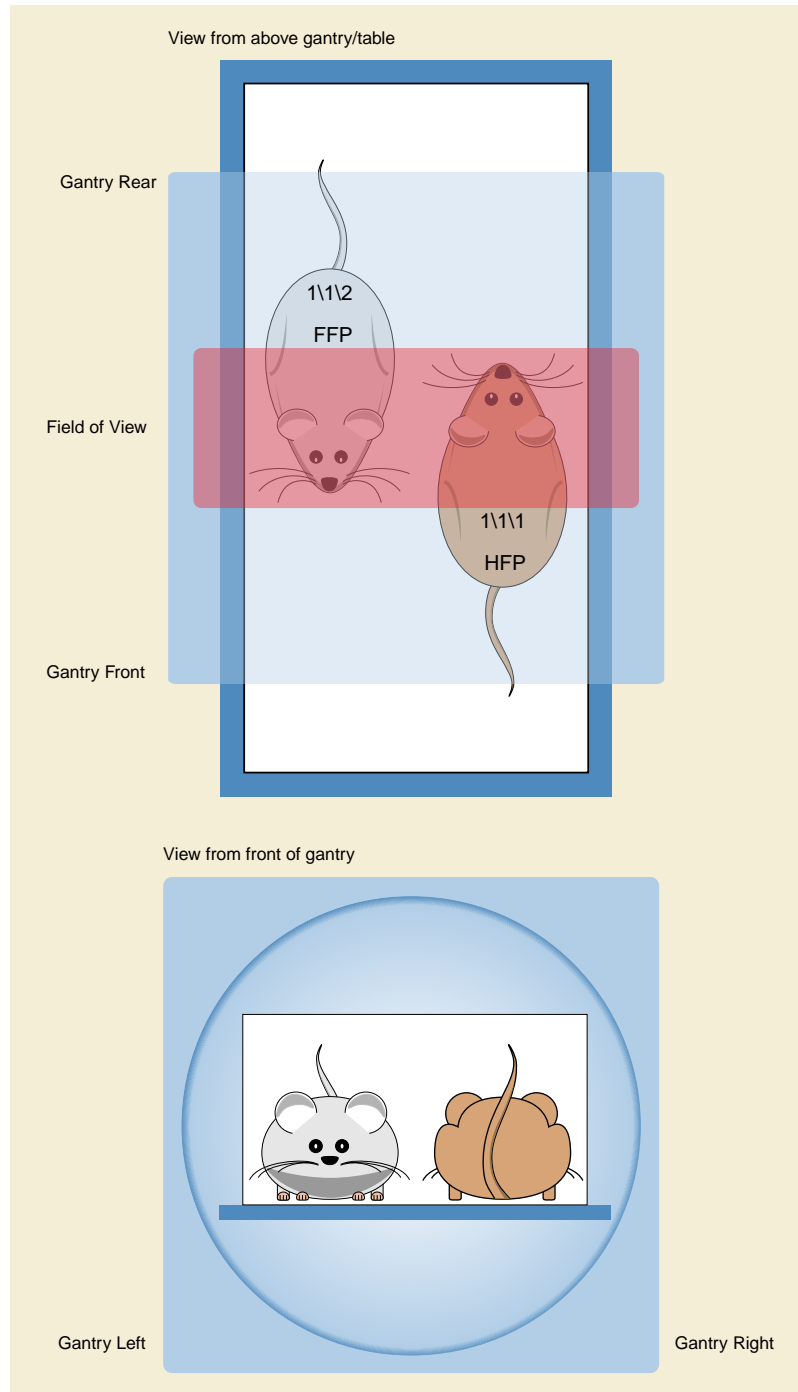 View from above gantry/table
Gantry Rear
1\1\2
FFP
Field of View
1\1\1
HFP
Gantry Front
View from front of gantry
Gantry Left
Gantry Right